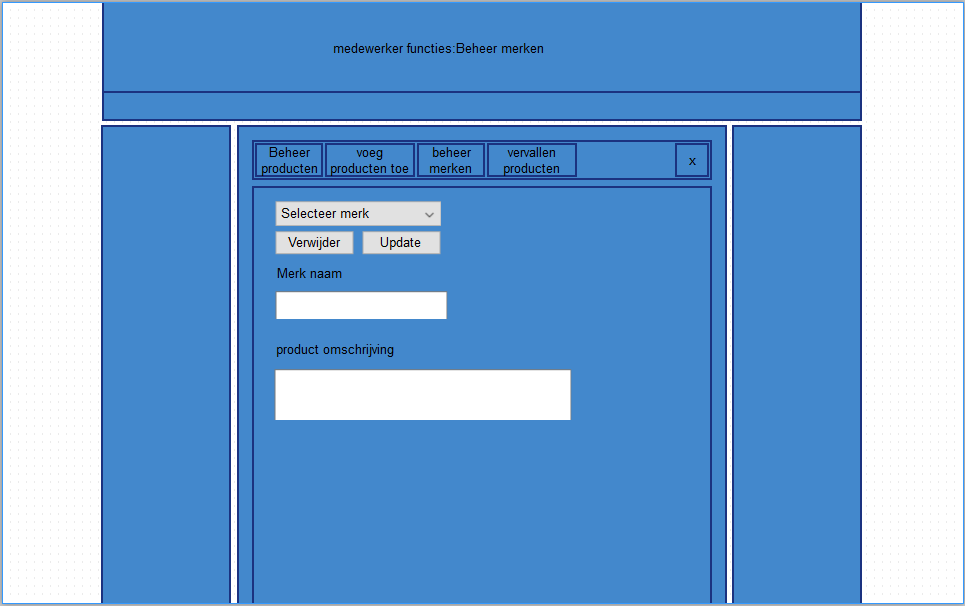 medewerker functies:Beheer merken
Beheer
producten
voeg
producten toe
beheer
merken
vervallen
producten
x
Selecteer merk
Verwijder
Update
Merk naam
product omschrijving